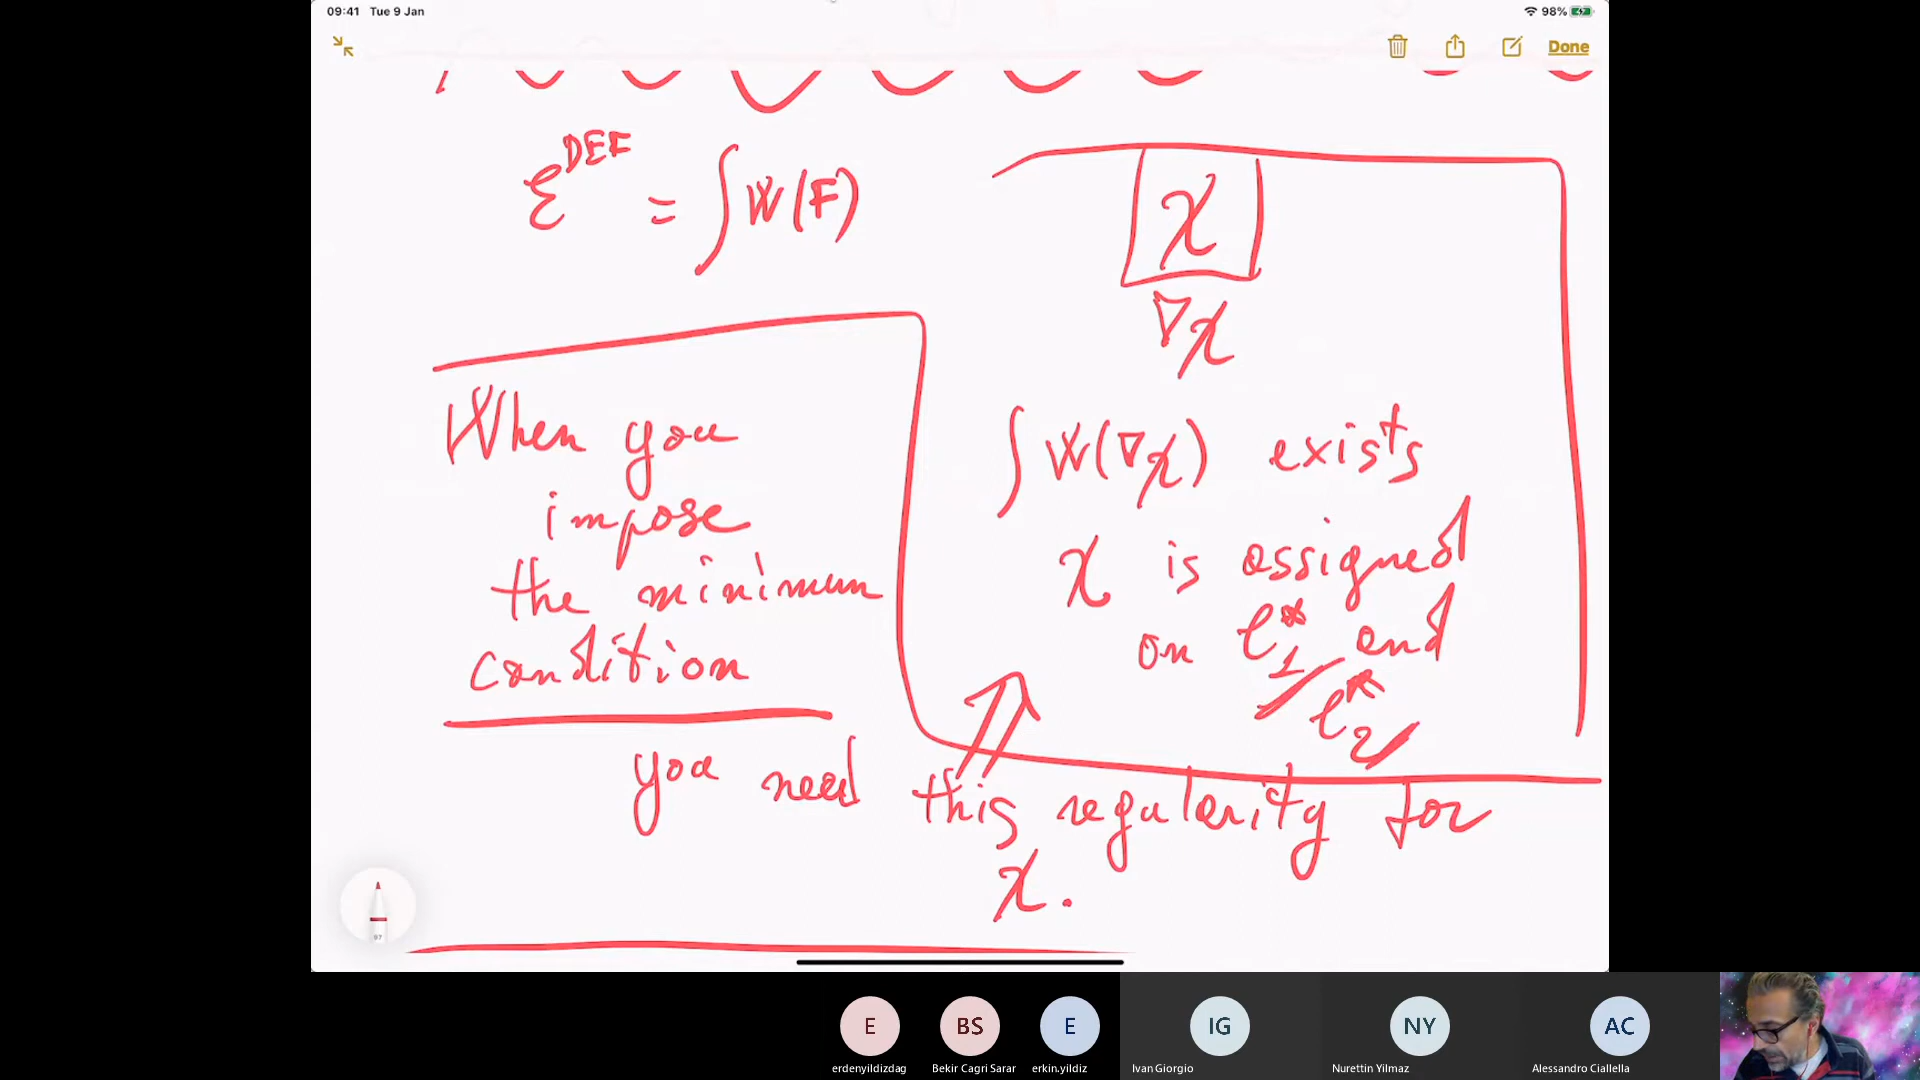 09:41 Tue 9 Jan
98%
Done
ℰ^DEF = ∫ W(F)
χ
∇χ
When you
impose
the minimum
condition
∫ W(∇χ) exists
χ is assigned
on ℓ₁* and
ℓ₂*
you need this regularity for
χ.
97
E
BS
E
IG
NY
AC
erdenyildizdag
Bekir Cagri Sarar
erkin.yildiz
Ivan Giorgio
Nurettin Yilmaz
Alessandro Ciallella